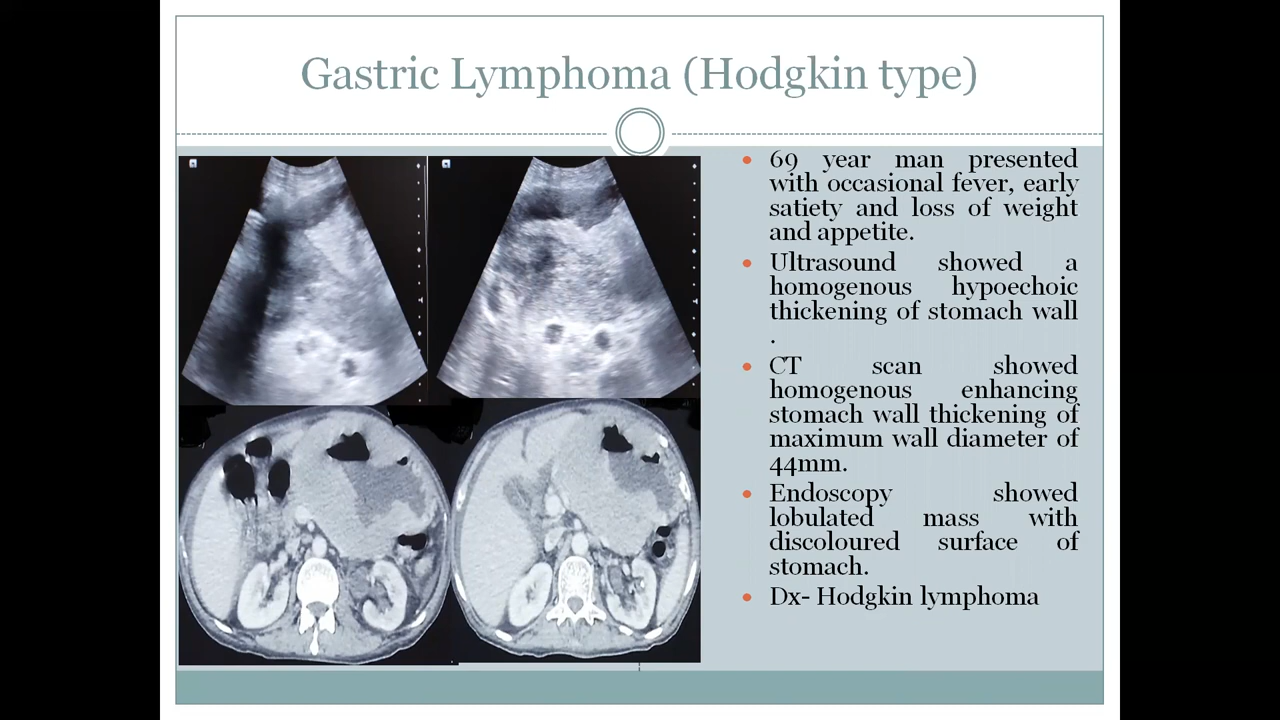 Gastric Lymphoma (Hodgkin type)
• 69 year man presented
with occasional fever, early
satiety and loss of weight
and appetite.
• Ultrasound showed a
homogenous hypoechoic
thickening of stomach wall
.
• CT scan showed
homogenous enhancing
stomach wall thickening of
maximum wall diameter of
44mm.
• Endoscopy showed
lobulated mass with
discoloured surface of
stomach.
• Dx- Hodgkin lymphoma